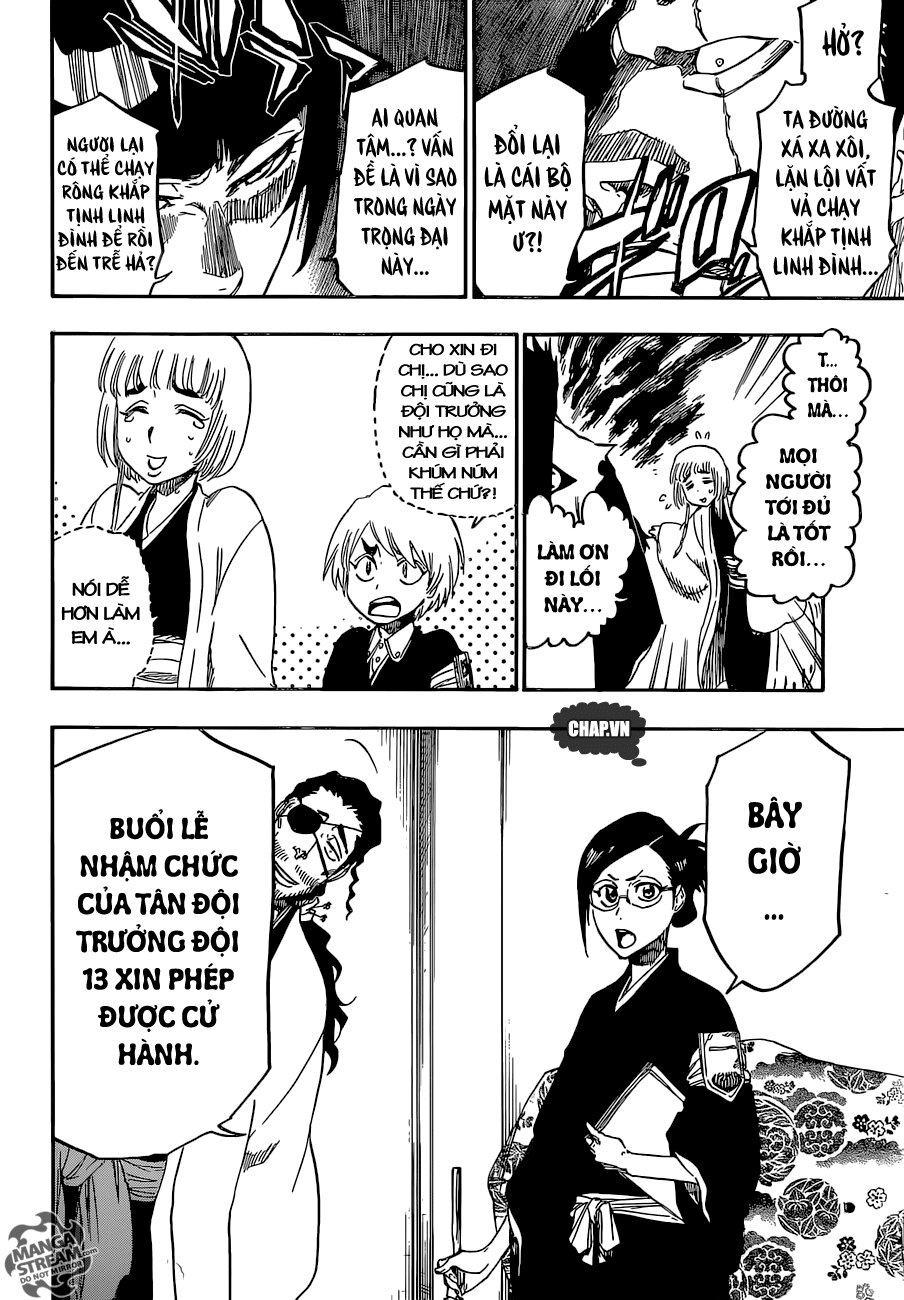 HỞ?
TA ĐƯỜNG
XÁ XA XÔI,
LẶN LỘI VẤT
VẢ CHẠY
KHẮP TỊNH
LINH ĐÌNH...
ĐỔI LẠI
LÀ CÁI BỘ
MẶT NÀY
Ư?!
AI QUAN
TÂM...? VẤN
ĐỀ LÀ VÌ SAO
TRONG NGÀY
TRỌNG ĐẠI
NÀY...
NGƯỜI LẠI
CÓ THỂ CHẠY
RÔNG KHẮP
TỊNH LINH
ĐÌNH ĐỂ RỒI
ĐẾN TRỄ HẢ?
T...
THÔI
MÀ...
MỌI
NGƯỜI
TỚI ĐỦ
LÀ TỐT
RỒI...
LÀM ƠN
ĐI LỐI
NÀY...
CHO XIN ĐI
CHỊ... DÙ SAO
CHỊ CŨNG LÀ
ĐỘI TRƯỞNG
NHƯ HỌ MÀ...
CẦN GÌ PHẢI
KHÚM NÚM
THẾ CHỨ?!
NÓI DỄ
HƠN LÀM
EM À...
CHAP.VN
BÂY
GIỜ
...
BUỔI LỄ
NHẬM CHỨC
CỦA TÂN ĐỘI
TRƯỞNG ĐỘI
13 XIN PHÉP
ĐƯỢC CỬ
HÀNH.
MANGA
STREAM.com
DO NOT MIRROR